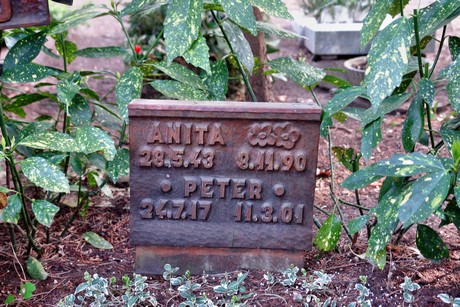 ANITA
28.5.43 8.11.90
• PETER •
24.7.17 11.3.01